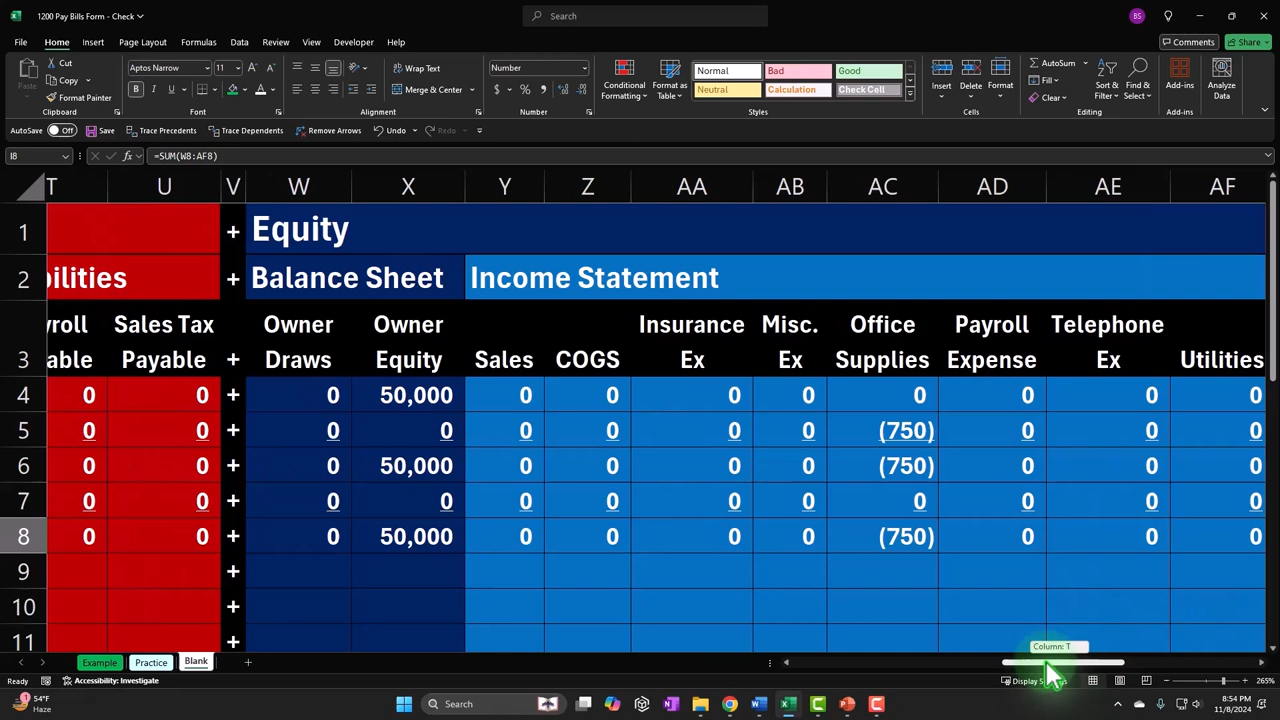 1200 Pay Bills Form - Check
Search
BS
File Home Insert Page Layout Formulas Data Review View Developer Help
Comments Share
Paste Cut Copy Format Painter Clipboard
Aptos Narrow 11 B I U Font
Wrap Text Merge & Center Alignment
Number $ % Number
Conditional Formatting Format as Table
Normal Bad Good
Neutral Calculation Check Cell
Styles
Insert Delete Format Cells
AutoSum Fill Clear Sort & Filter Find & Select Editing
Add-ins Add-ins
Analyze Data
AutoSave Off Save Trace Precedents Trace Dependents Remove Arrows Undo Redo
I8 fx =SUM(W8:AF8)
T U V W X Y Z AA AB AC AD AE AF
1 + Equity
2 bilities + Balance Sheet Income Statement
yroll Sales Tax Owner Owner Insurance Misc. Office Payroll Telephone
3 able Payable + Draws Equity Sales COGS Ex Ex Supplies Expense Ex Utilities
4 0 0 + 0 50,000 0 0 0 0 0 0 0 0
5 0 0 + 0 0 0 0 0 0 (750) 0 0 0
6 0 0 + 0 50,000 0 0 0 0 (750) 0 0 0
7 0 0 + 0 0 0 0 0 0 0 0 0 0
8 0 0 + 0 50,000 0 0 0 0 (750) 0 0 0
9 +
10 +
11 +
Column: T
Example Practice Blank +
Ready Accessibility: Investigate
Display 265%
54°F
Clear
Search
8:54 PM
11/8/2024